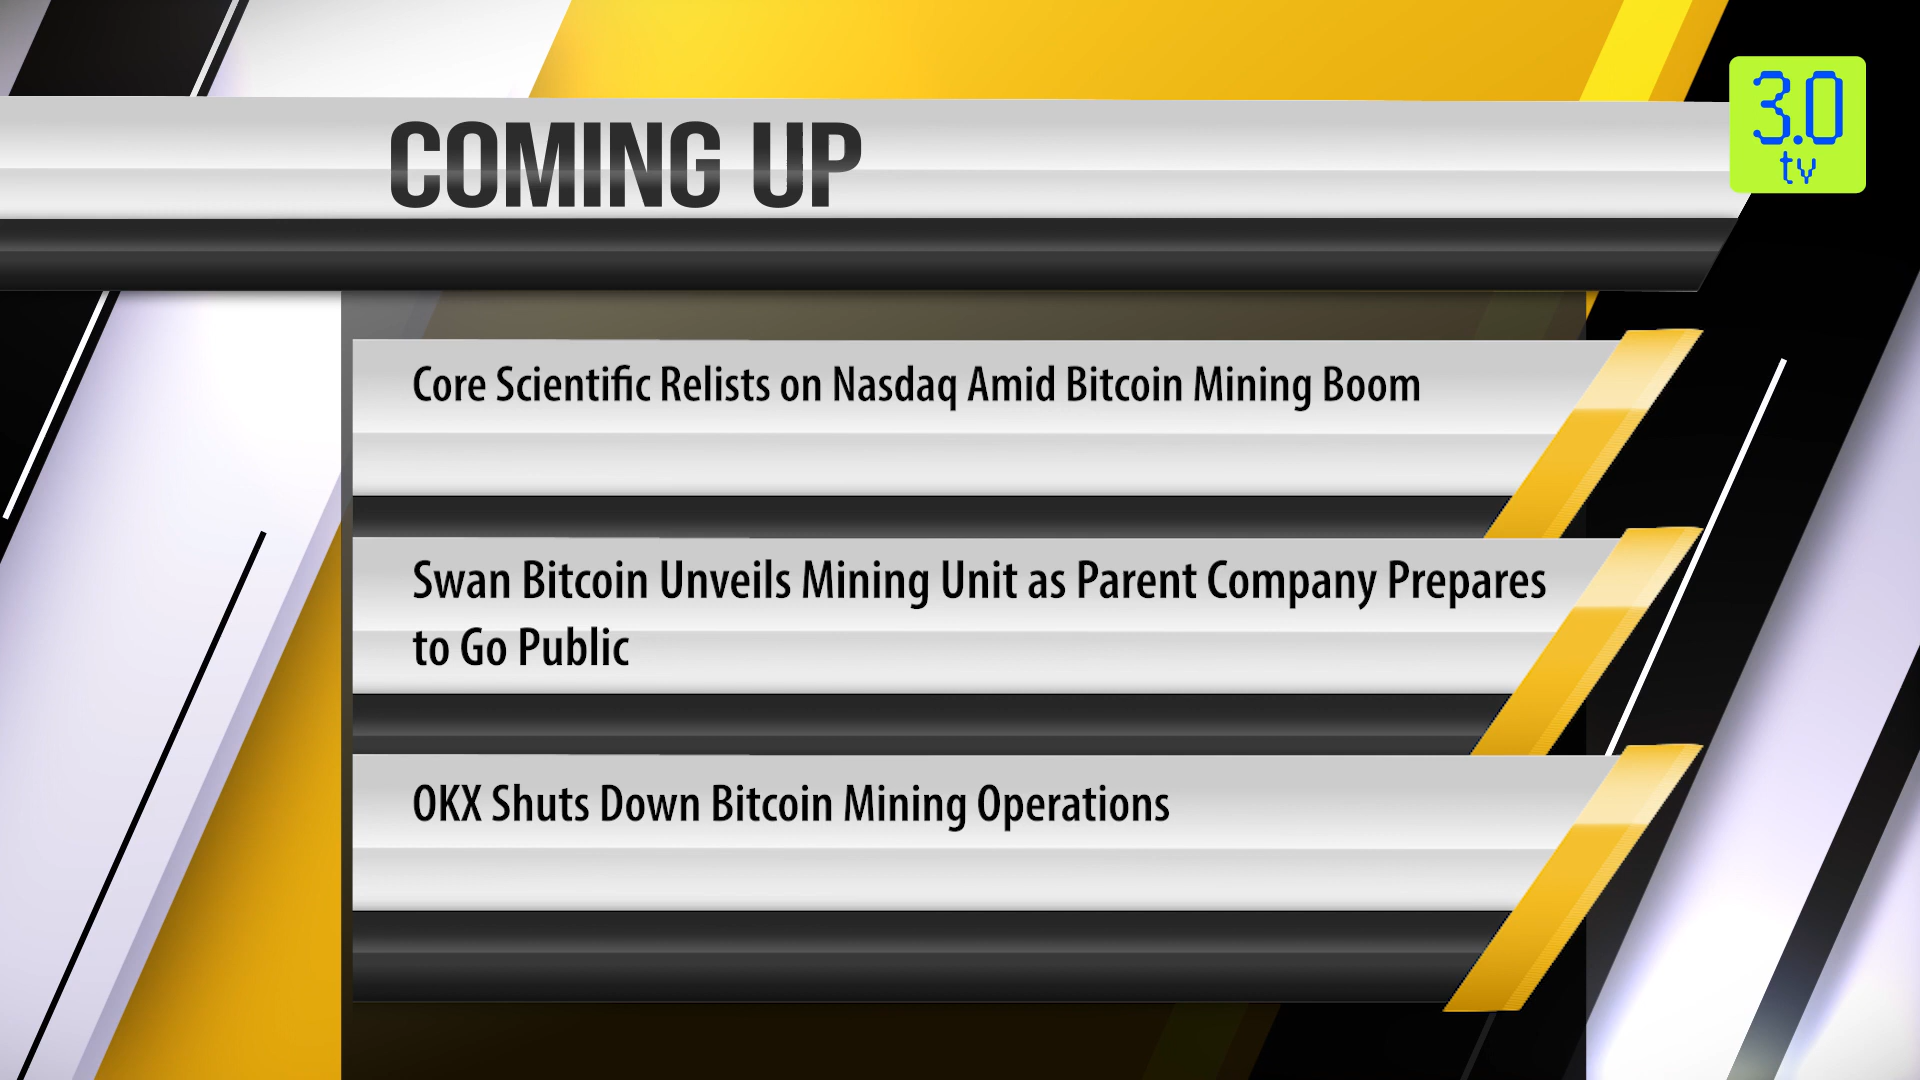 3.0
tv
COMING UP
Core Scientific Relists on Nasdaq Amid Bitcoin Mining Boom
Swan Bitcoin Unveils Mining Unit as Parent Company Prepares
to Go Public
OKX Shuts Down Bitcoin Mining Operations